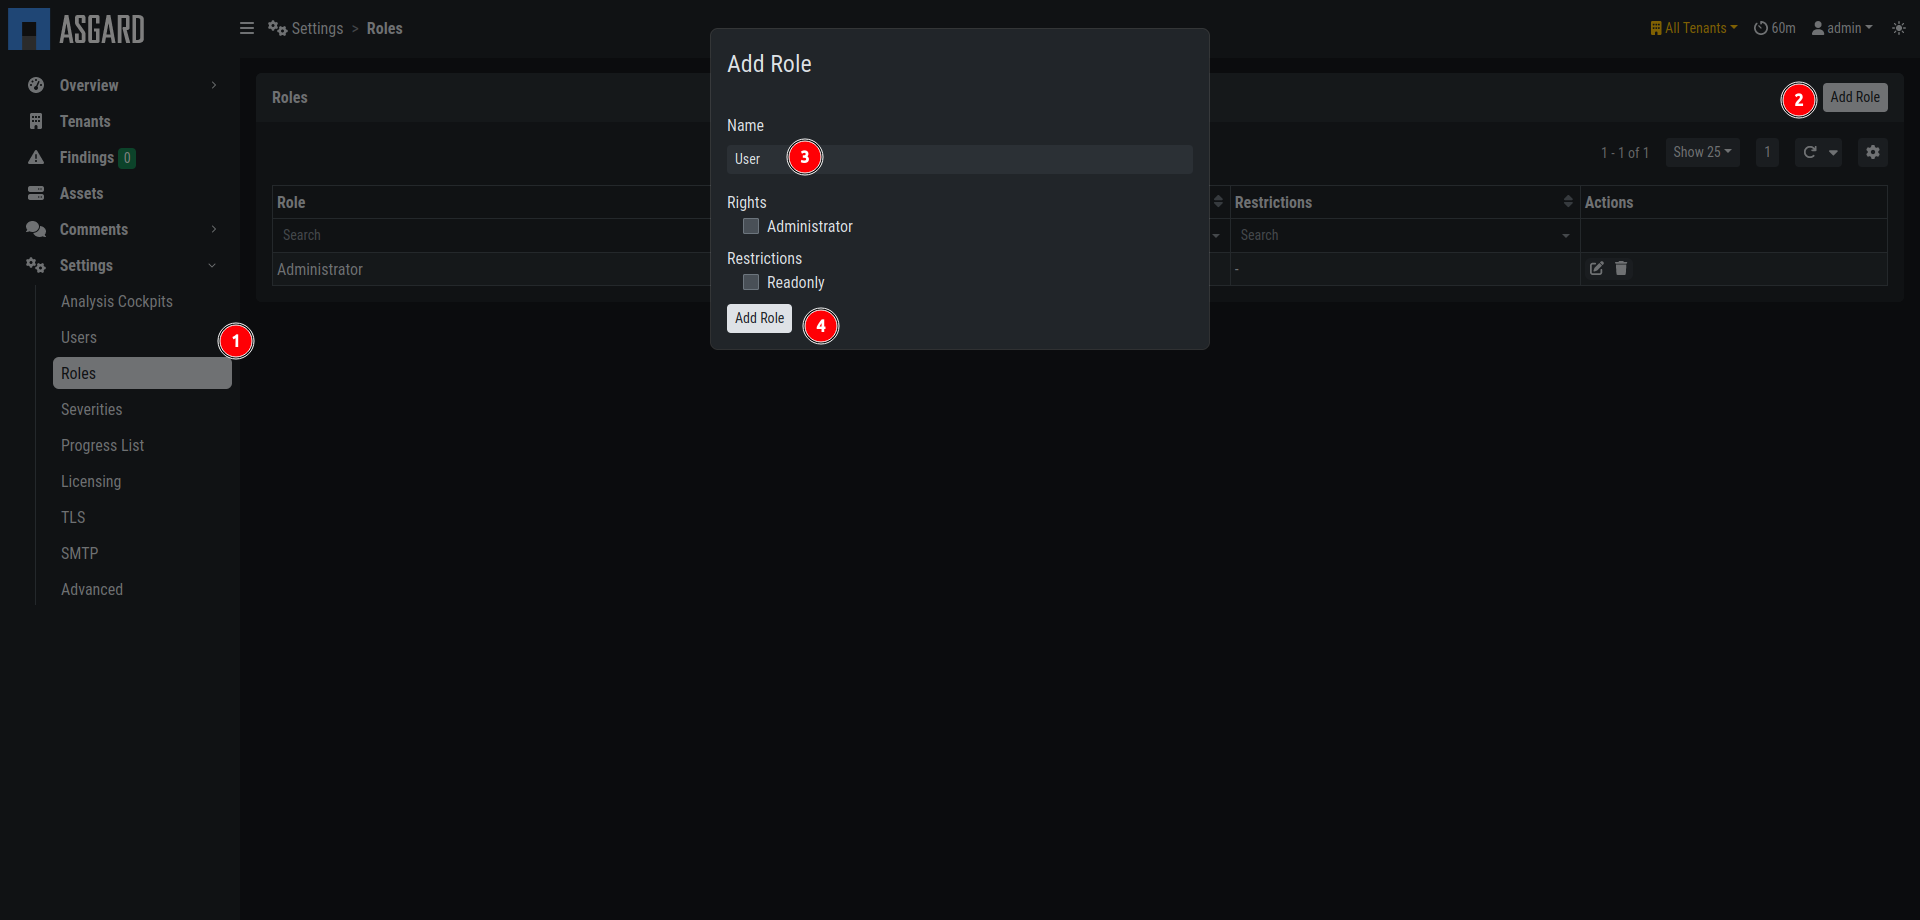 ASGARD
Settings > Roles
All Tenants
60m
admin
Overview
Tenants
Findings 0
Assets
Comments
Settings
Analysis Cockpits
Users
1
Roles
Severities
Progress List
Licensing
TLS
SMTP
Advanced
Roles
2
Add Role
1 - 1 of 1
Show 25
1
Role
Restrictions
Actions
Search
Search
Administrator
-
Add Role
Name
User
3
Rights
Administrator
Restrictions
Readonly
Add Role
4